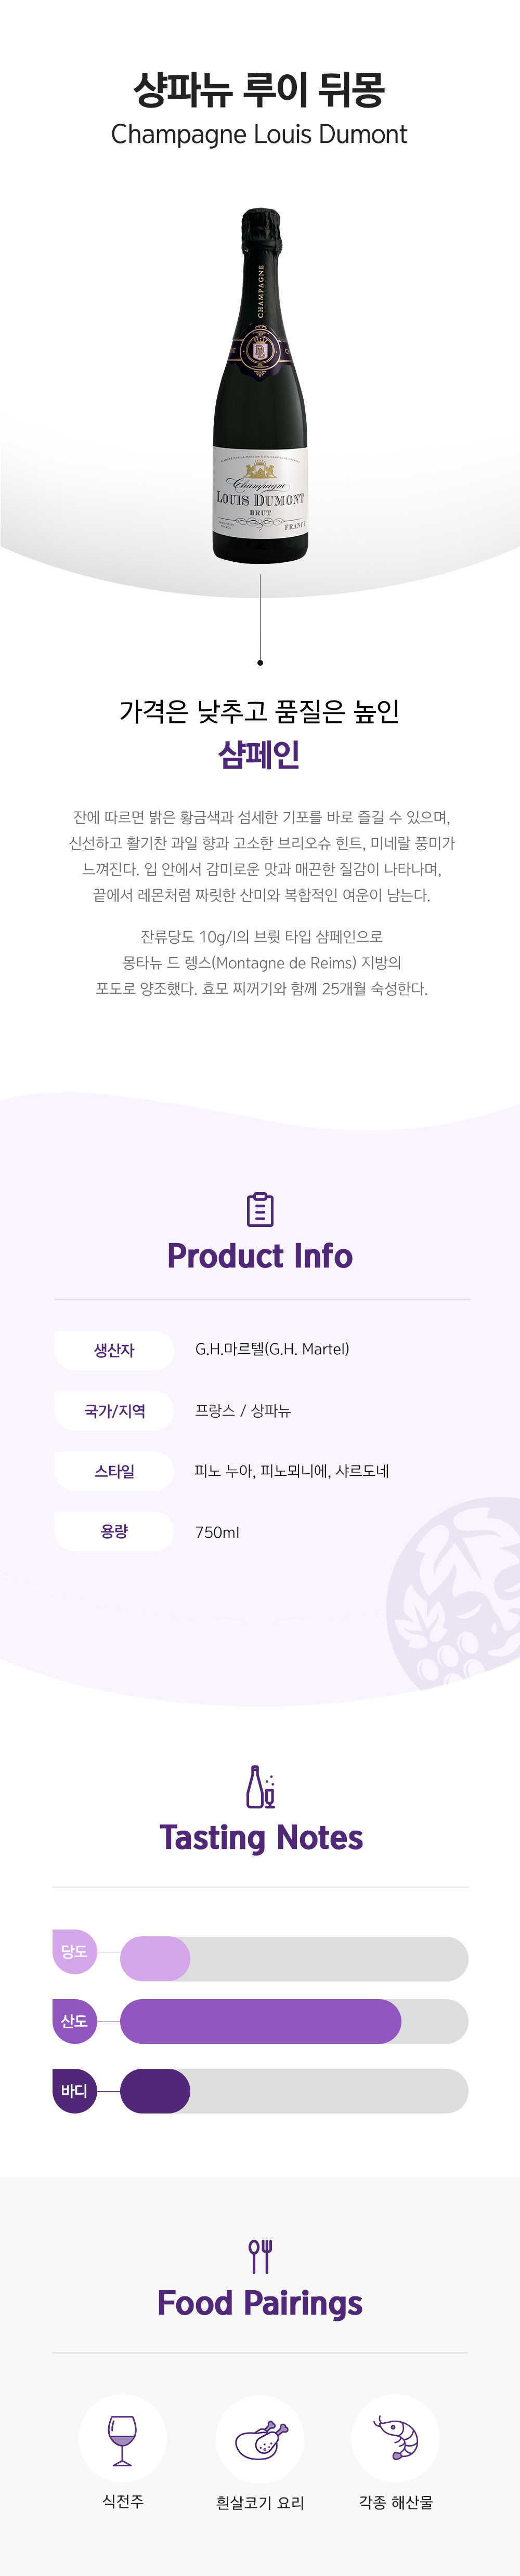 샹파뉴 루이 뒤몽
Champagne Louis Dumont
CHAMPAGNE
Champagne
LOUIS DUMONT
BRUT
FRANCE
가격은 낮추고 품질은 높인
샴페인
잔에 따르면 밝은 황금색과 섬세한 기포를 바로 즐길 수 있으며,
신선하고 활기찬 과일 향과 고소한 브리오슈 힌트, 미네랄 풍미가
느껴진다. 입 안에서 감미로운 맛과 매끈한 질감이 나타나며,
끝에서 레몬처럼 짜릿한 산미와 복합적인 여운이 남는다.
잔류당도 10g/l의 브륏 타입 샴페인으로
몽타뉴 드 렝스(Montagne de Reims) 지방의
포도로 양조했다. 효모 찌꺼기와 함께 25개월 숙성한다.
Product Info
생산자 G.H.마르텔(G.H. Martel)
국가/지역 프랑스 / 상파뉴
스타일 피노 누아, 피노뫼니에, 샤르도네
용량 750ml
Tasting Notes
당도
산도
바디
Food Pairings
식전주 흰살코기 요리 각종 해산물